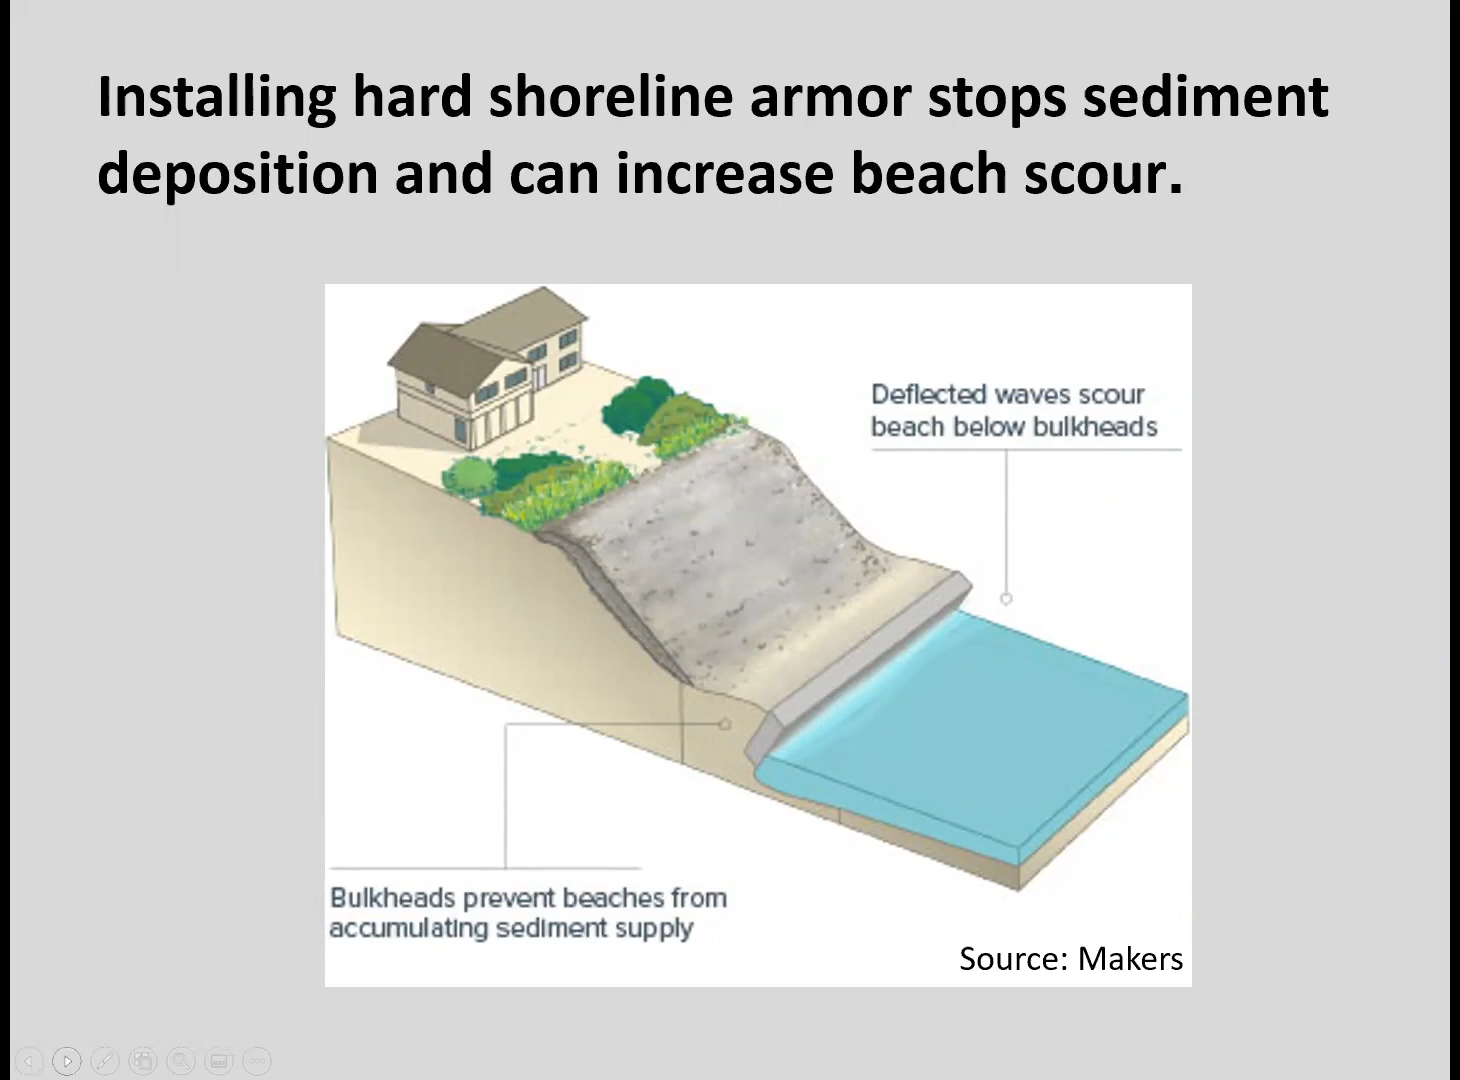 Installing hard shoreline armor stops sediment
deposition and can increase beach scour.
Deflected waves scour
beach below bulkheads
Bulkheads prevent beaches from
accumulating sediment supply
Source: Makers